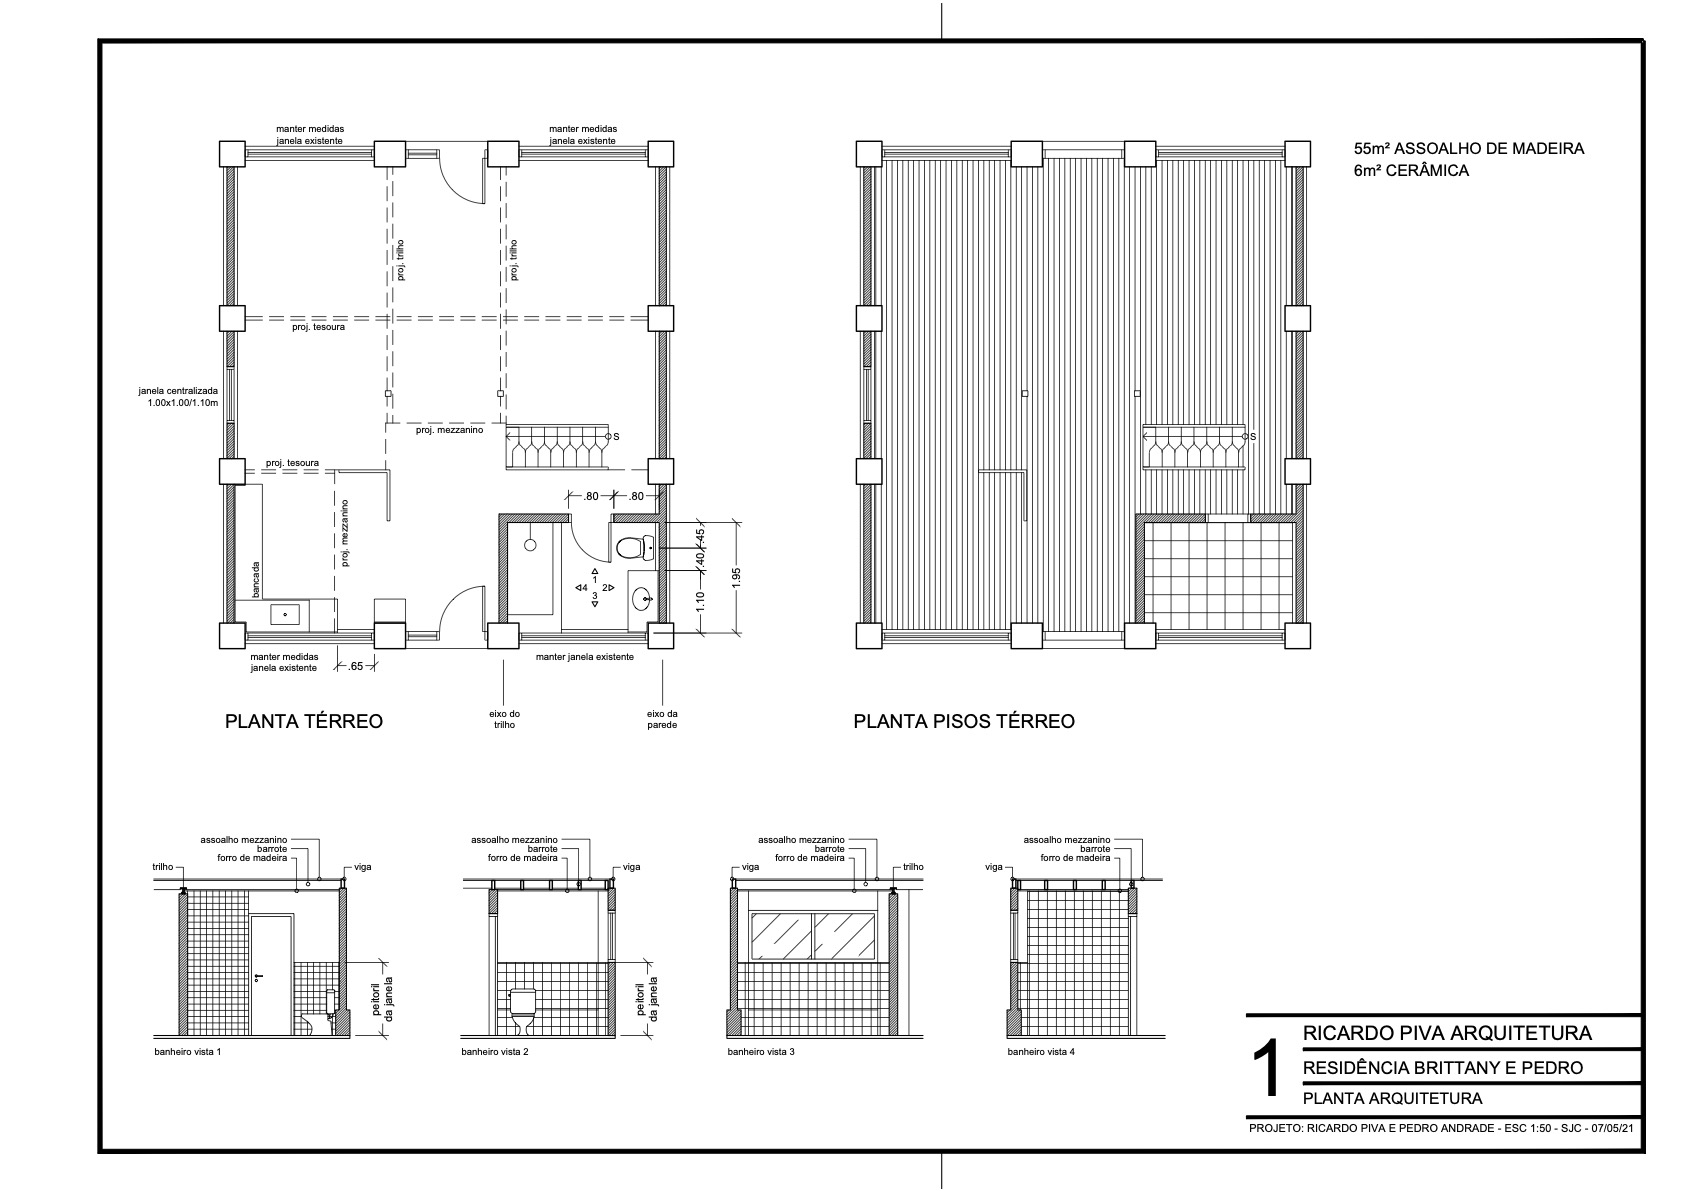 manter medidas
janela existente
manter medidas
janela existente
55m² ASSOALHO DE MADEIRA
6m² CERÂMICA
proj. trilho
proj. trilho
proj. tesoura
janela centralizada
1.00x1.00/1.10m
proj. mezzanino
S
S
proj. tesoura
proj. mezzanino
.80
.80
.45
.40
1.10
1.95
bancada
1
4
2
3
manter medidas
janela existente
.65
manter janela existente
eixo do
trilho
eixo da
parede
PLANTA TÉRREO
PLANTA PISOS TÉRREO
assoalho mezzanino
barrote
forro de madeira
trilho
viga
peitoril
da janela
banheiro vista 1
assoalho mezzanino
barrote
forro de madeira
viga
peitoril
da janela
banheiro vista 2
assoalho mezzanino
barrote
forro de madeira
viga
trilho
banheiro vista 3
assoalho mezzanino
barrote
forro de madeira
viga
banheiro vista 4
1
RICARDO PIVA ARQUITETURA
RESIDÊNCIA BRITTANY E PEDRO
PLANTA ARQUITETURA
PROJETO: RICARDO PIVA E PEDRO ANDRADE - ESC 1:50 - SJC - 07/05/21